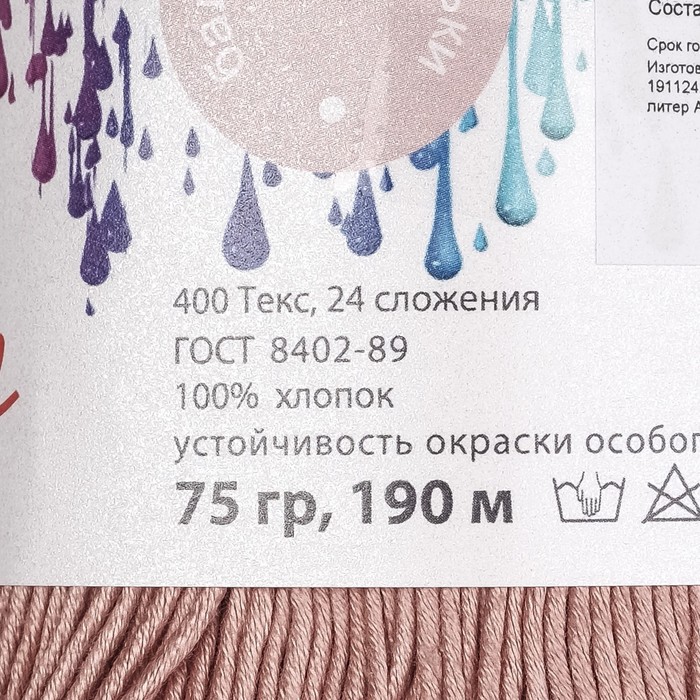 Соста
Срок го
Изготов
191124
литер А
400 Текс, 24 сложения
ГОСТ 8402-89
100% хлопок
устойчивость окраски особог
75 гр, 190 м